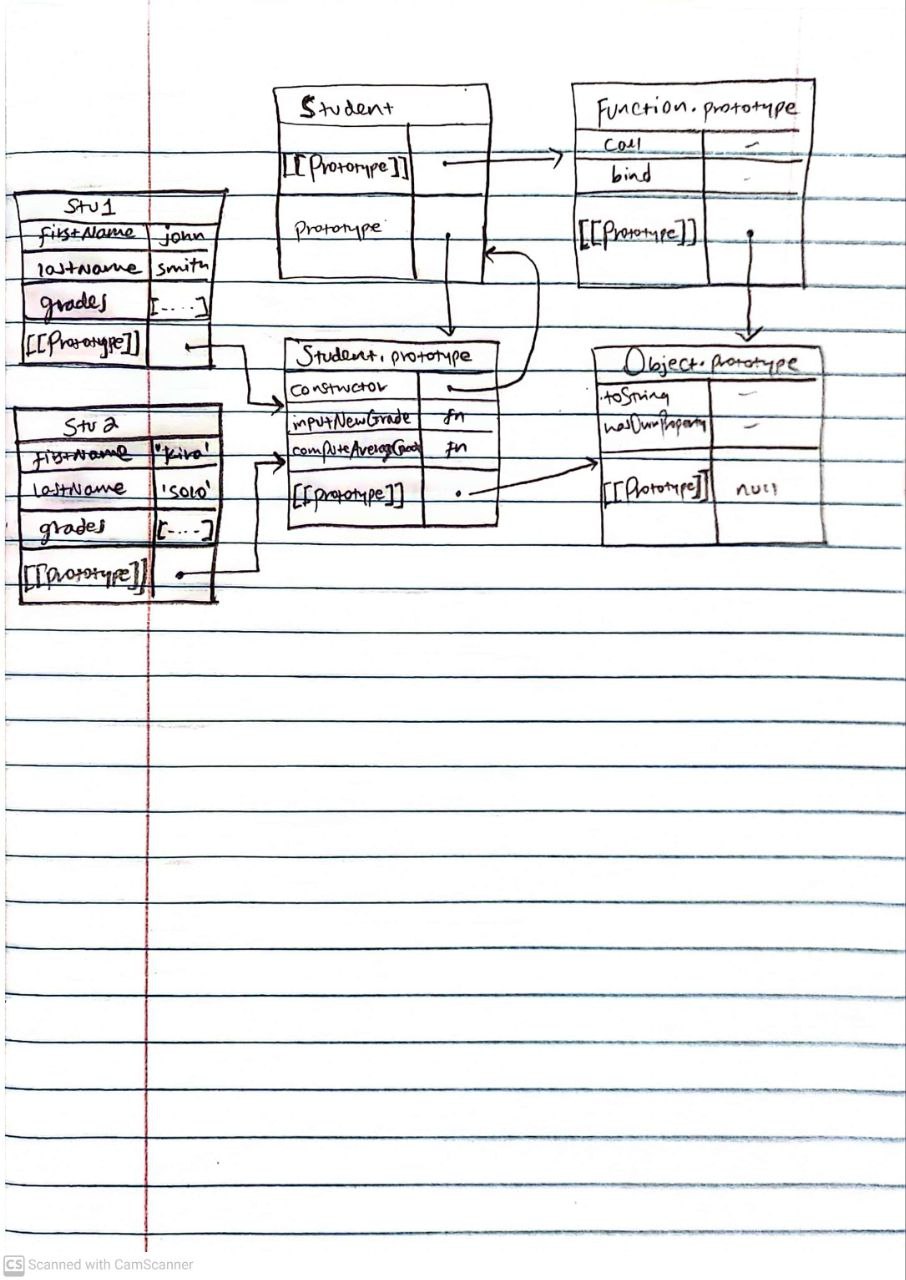 Student
[[Prototype]]
prototype
Function.prototype
call -
bind -
[[Prototype]]
Stu1
firstName john
lastName smith
grades [.....]
[[Prototype]]
Stu2
firstName 'Kira'
lastName 'Solo'
grades [.....]
[[prototype]]
Student.prototype
constructor
inputNewGrade fn
computeAverageGrade fn
[[prototype]]
Object.prototype
.toString -
hasOwnProperty -
[[Prototype]] null
CS Scanned with CamScanner